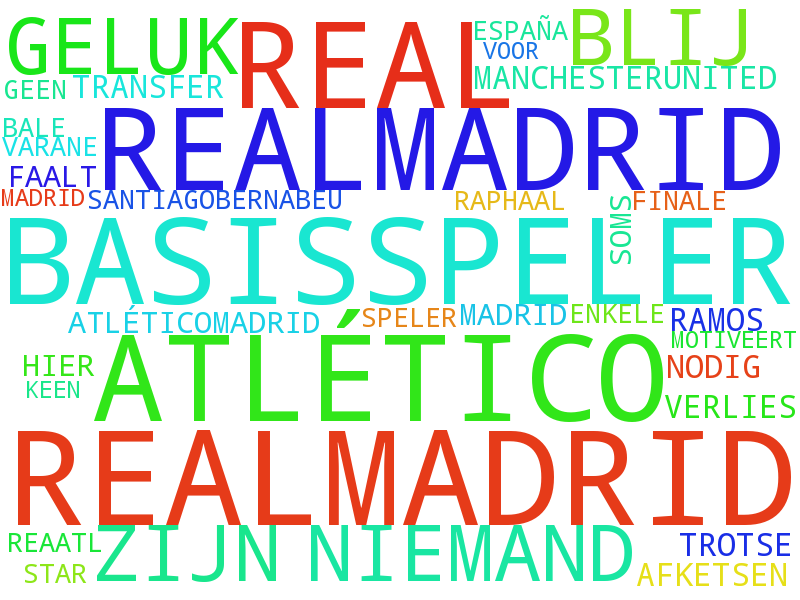 GELUK
REAL
ESPAÑA
VOOR
BLIJ
GEEN
TRANSFER
MANCHESTERUNITED
BALE
VARANE
REALMADRID
FAALT
MADRID
SANTIAGOBERNABEU
RAPHAAL
SOMS
FINALE
BASISSPELER
ATLÉTICOMADRID
SPELER
MADRID
ENKELE
RAMOS
MOTIVEERT
HIER
KEEN
ATLÉTICO
NODIG
VERLIES
REALMADRID
REAATL
STAR
ZIJN
NIEMAND
TROTSE
AFKETSEN